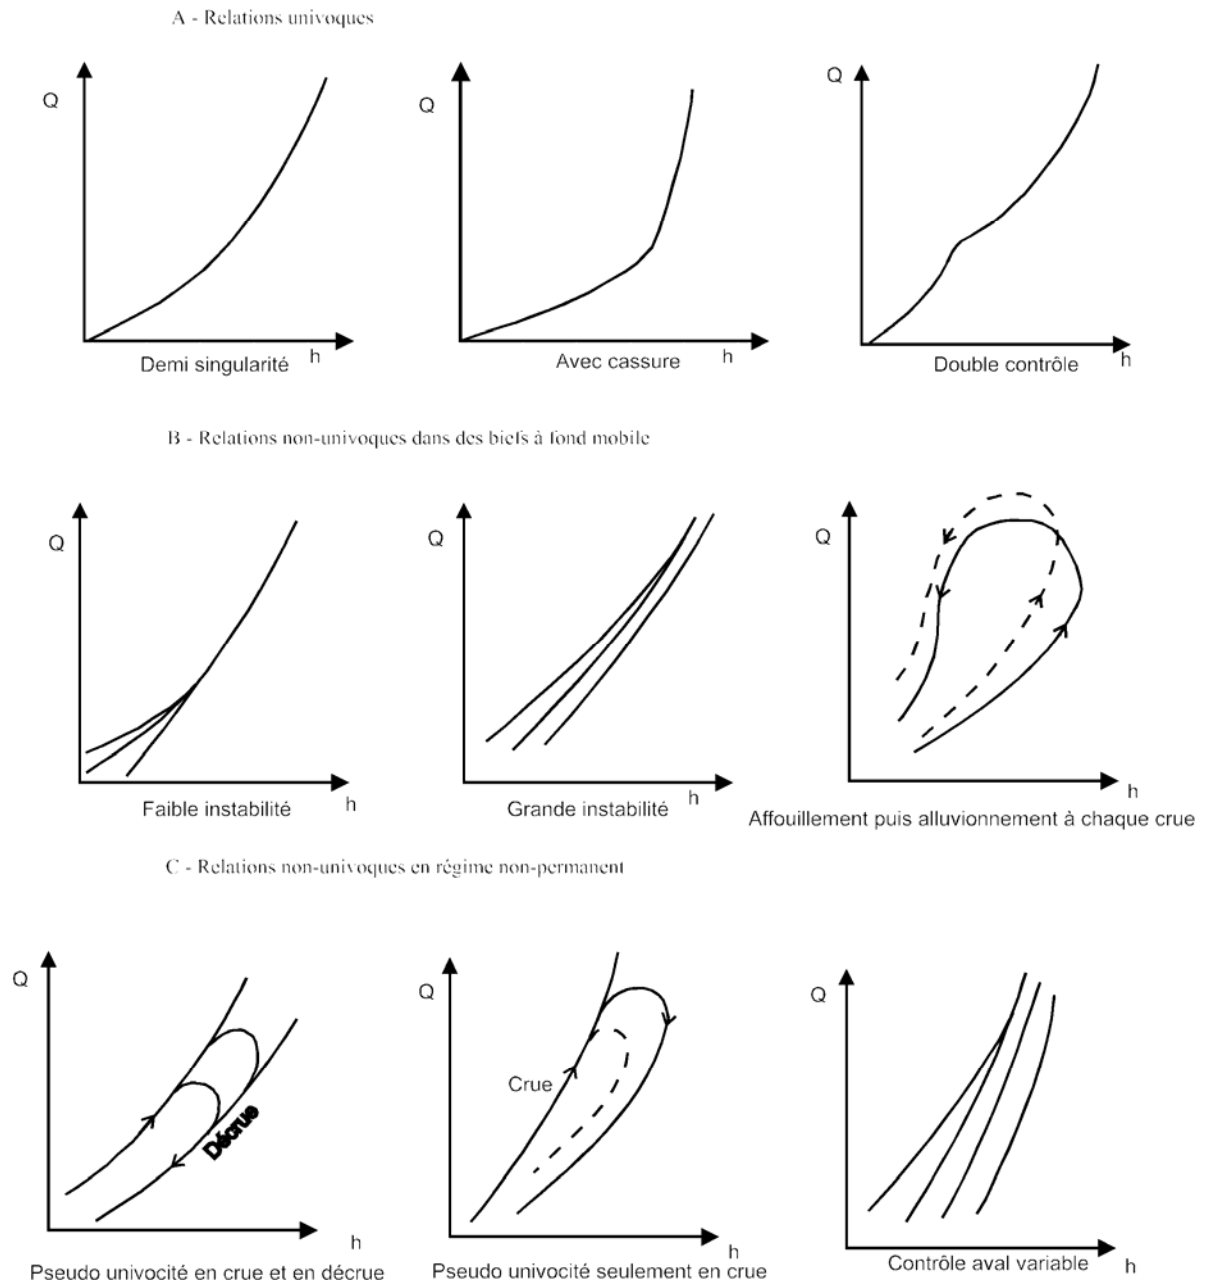 A - Relations univoques
Q
Q
Q
Demi singularité
h
Avec cassure
h
Double contrôle
h
B - Relations non-univoques dans des biefs à fond mobile
Q
Q
Q
Faible instabilité
h
Grande instabilité
h
h
Affouillement puis alluvionnement à chaque crue
C - Relations non-univoques en régime non-permanent
Q
Q
Q
Décrue
Crue
h
h
h
Pseudo univocité en crue et en décrue
Pseudo univocité seulement en crue
Contrôle aval variable